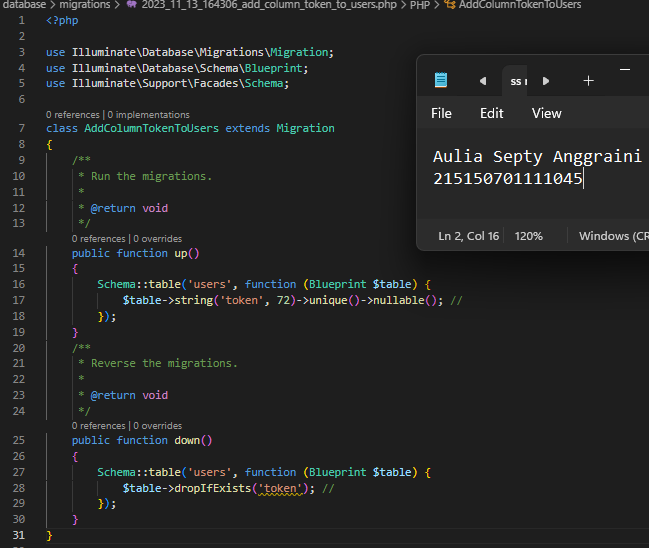 database > migrations > 2023_11_13_164306_add_column_token_to_users.php > PHP > AddColumnTokenToUsers
1 <?php
2
3 use Illuminate\Database\Migrations\Migration;
4 use Illuminate\Database\Schema\Blueprint;
5 use Illuminate\Support\Facades\Schema;
6
0 references | 0 implementations
7 class AddColumnTokenToUsers extends Migration
8 {
9 /**
10 * Run the migrations.
11 *
12 * @return void
13 */
0 references | 0 overrides
14 public function up()
15 {
16 Schema::table('users', function (Blueprint $table) {
17 $table->string('token', 72)->unique()->nullable(); //
18 });
19 }
20 /**
21 * Reverse the migrations.
22 *
23 * @return void
24 */
0 references | 0 overrides
25 public function down()
26 {
27 Schema::table('users', function (Blueprint $table) {
28 $table->dropIfExists('token'); //
29 });
30 }
31 }
ss
File Edit View
Aulia Septy Anggraini
215150701111045
Ln 2, Col 16 120% Windows (CR